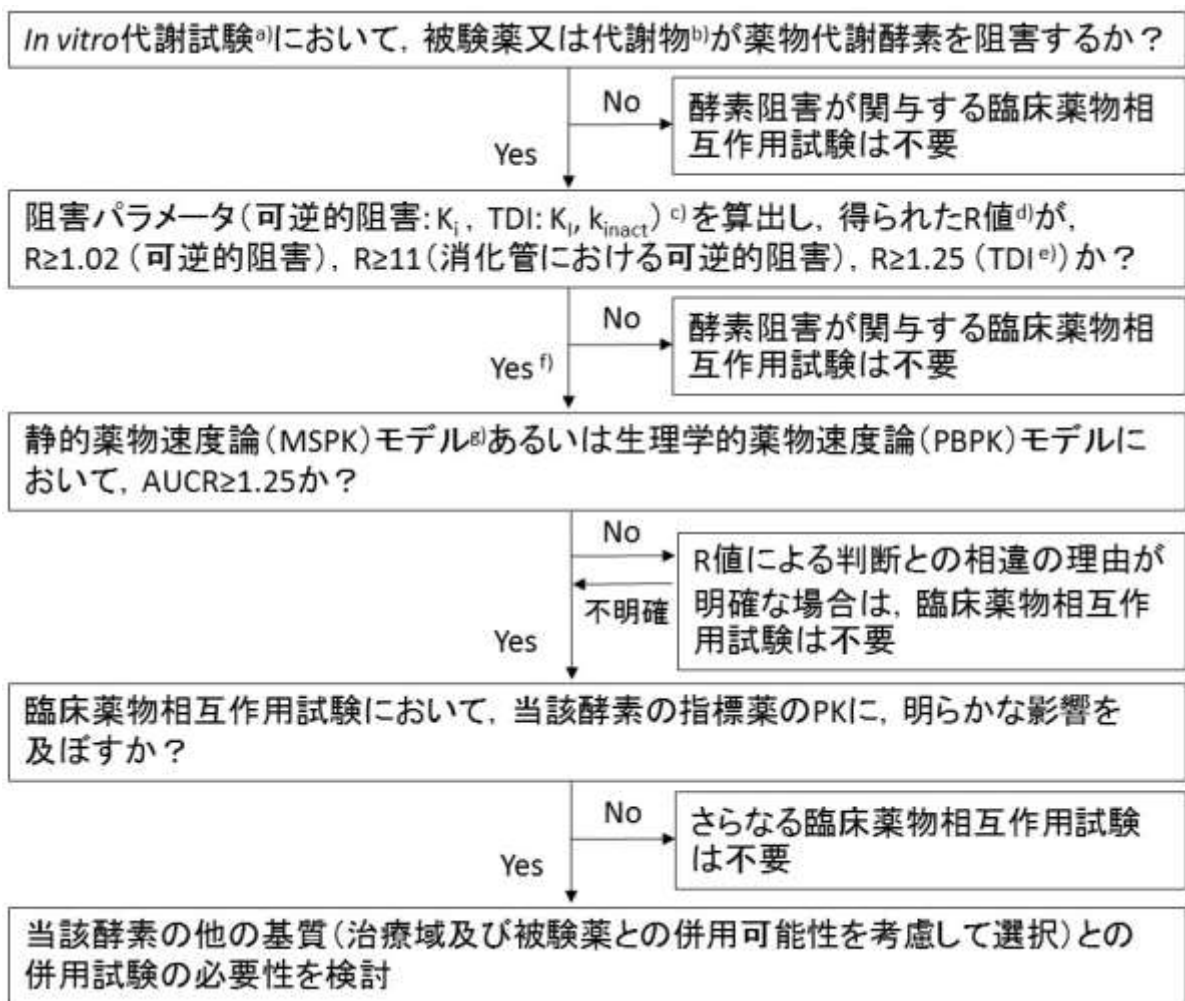 In vitro代謝試験a)において，被験薬又は代謝物b)が薬物代謝酵素を阻害するか？
No
酵素阻害が関与する臨床薬物相
互作用試験は不要
Yes
阻害パラメータ（可逆的阻害：Ki， TDI：KI, kinact）c)を算出し，得られたR値d)が，
R≥1.02（可逆的阻害），R≥11（消化管における可逆的阻害），R≥1.25（TDI e)）か？
No
酵素阻害が関与する臨床薬物相
互作用試験は不要
Yes f)
静的薬物速度論（MSPK）モデルg)あるいは生理学的薬物速度論（PBPK）モデルに
おいて，AUCR≥1.25か？
No
R値による判断との相違の理由が
明確な場合は，臨床薬物相互作
用試験は不要
不明確
Yes
臨床薬物相互作用試験において，当該酵素の指標薬のPKに，明らかな影響を
及ぼすか？
No
さらなる臨床薬物相互作用試験
は不要
Yes
当該酵素の他の基質（治療域及び被験薬との併用可能性を考慮して選択）との
併用試験の必要性を検討